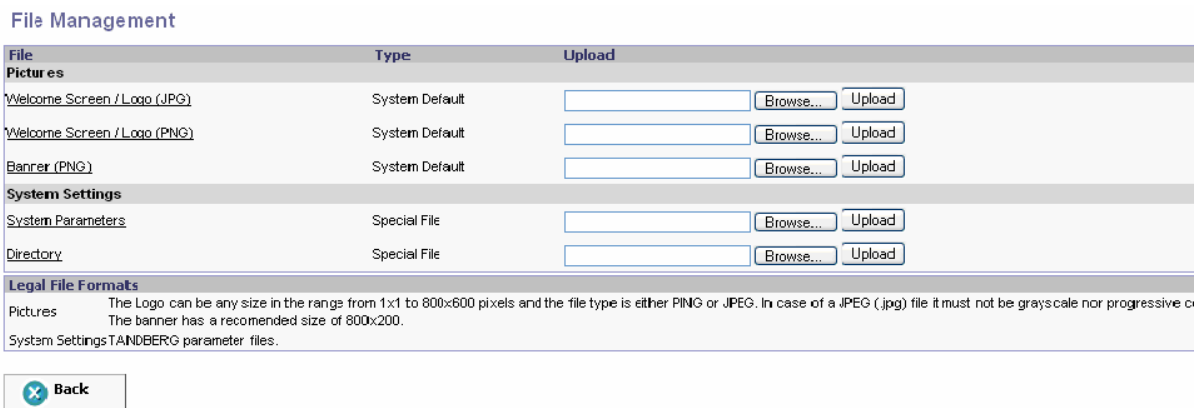 File Management
File Type Upload
Pictures
Welcome Screen / Logo (JPG) System Default Browse... Upload
Welcome Screen / Logo (PNG) System Default Browse... Upload
Banner (PNG) System Default Browse... Upload
System Settings
System Parameters Special File Browse... Upload
Directory Special File Browse... Upload
Legal File Formats
Pictures The Logo can be any size in the range from 1x1 to 800x600 pixels and the file type is either PNG or JPEG. In case of a JPEG (.jpg) file it must not be grayscale nor progressive
The banner has a recomended size of 800x200.
System Settings TANDBERG parameter files.
Back